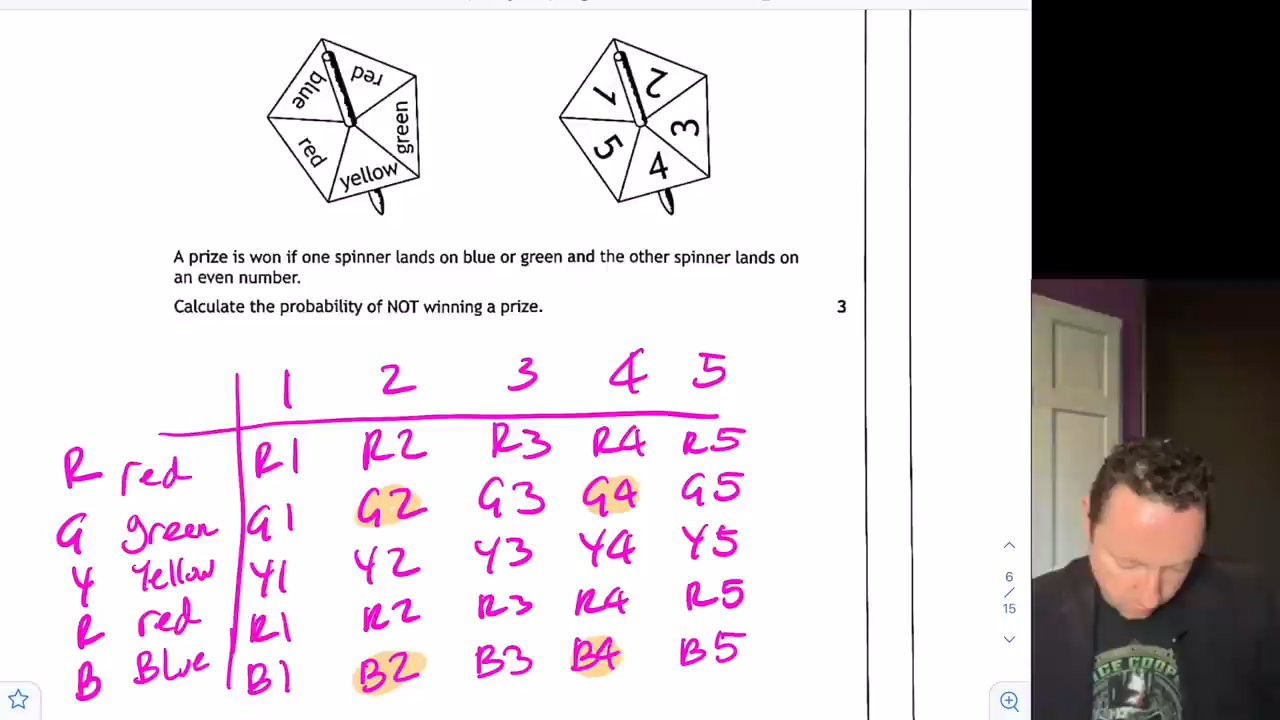 blue
red
green
yellow
red
1
2
3
4
5
A prize is won if one spinner lands on blue or green and the other spinner lands on
an even number.
Calculate the probability of NOT winning a prize.
3
1 2 3 4 5
R red R1 R2 R3 R4 R5
G green G1 G2 G3 G4 G5
Y Yellow Y1 Y2 Y3 Y4 Y5
R red R1 R2 R3 R4 R5
B Blue B1 B2 B3 B4 B5
6
/
15